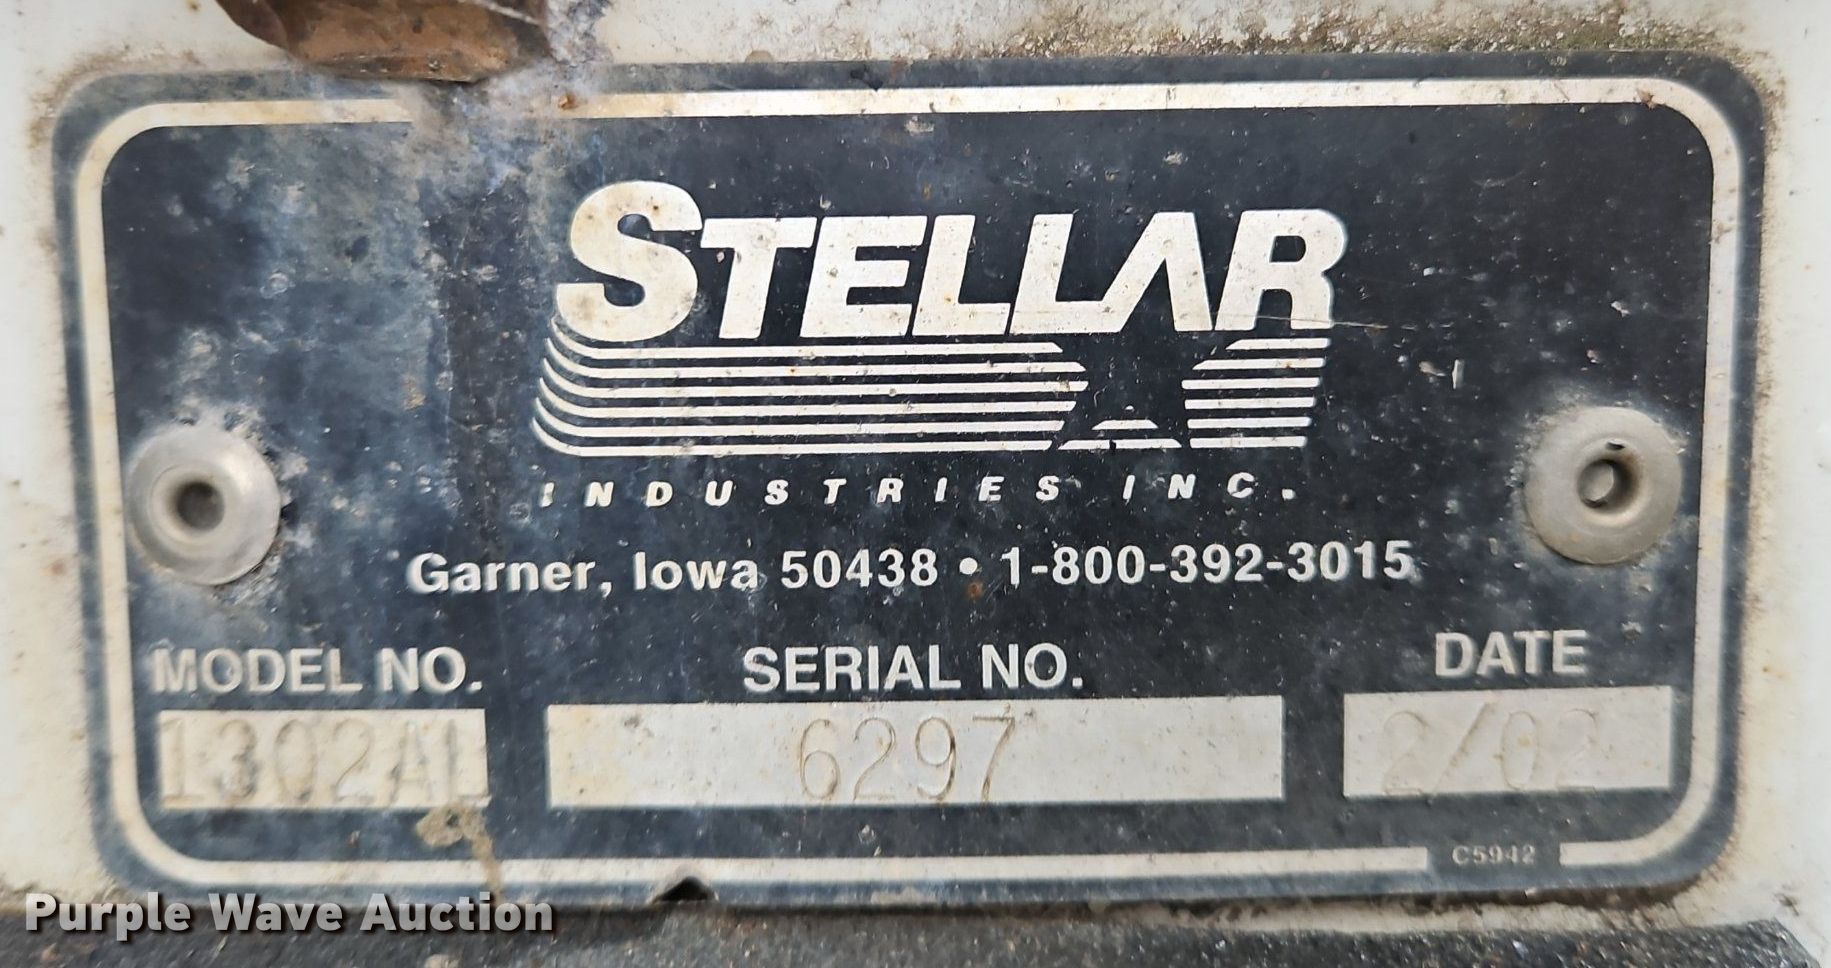 STELLAR
INDUSTRIES INC.
Garner, Iowa 50438 • 1-800-392-3015
MODEL NO. SERIAL NO. DATE
1302AL 6297 2/02
C5942
Purple Wave Auction